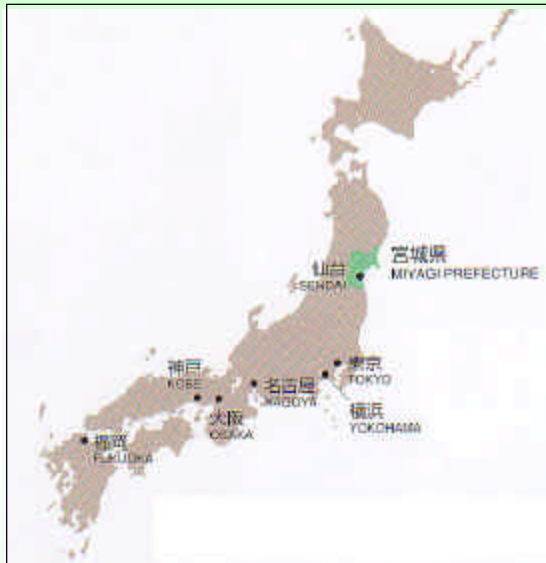 宮城県
MIYAGI PREFECTURE
仙台
SENDAI
東京
TOKYO
神戸
KOBE
名古屋
NAGOYA
横浜
YOKOHAMA
大阪
OSAKA
福岡
FUKUOKA